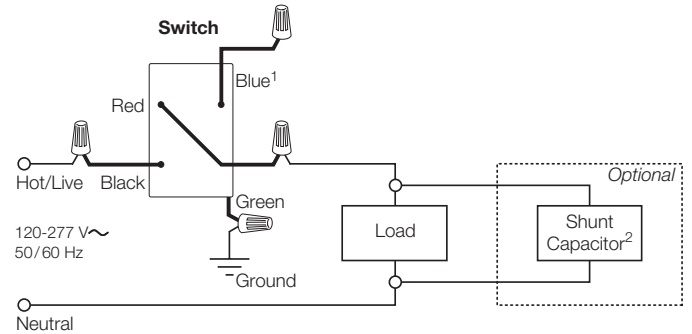 Switch
Blue¹
Red
Hot/Live
Black
Green
120-277 V~
50/60 Hz
Ground
Neutral
Load
Optional
Shunt
Capacitor²